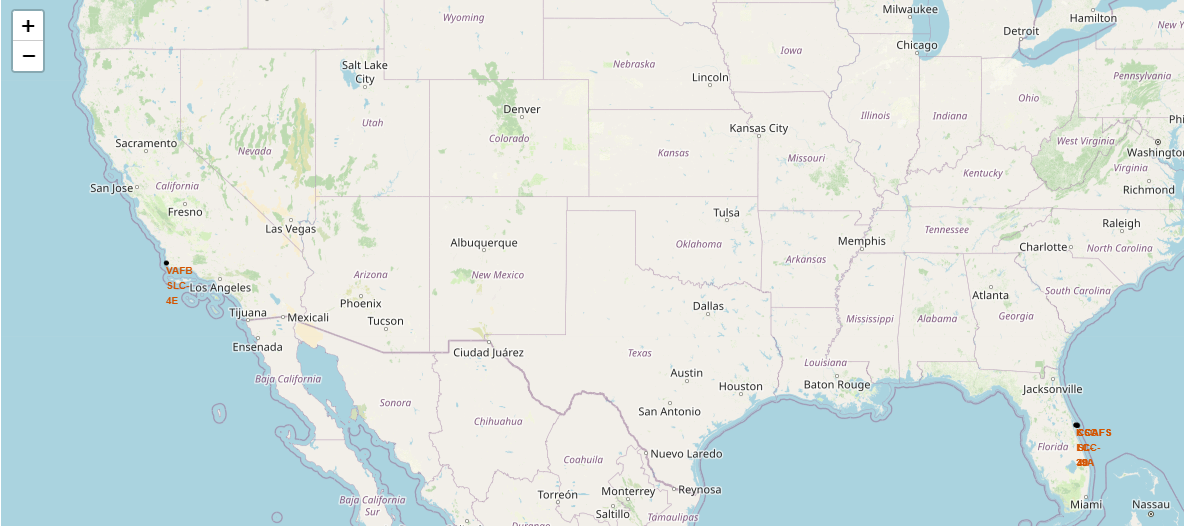 +
−
Wyoming
Milwaukee
Hamilton
New Y
Detroit
Chicago
Iowa
Salt Lake
City
Nebraska
Lincoln
Pennsylvania
Ohio
Denver
Illinois
Indiana
Phi
Utah
Kansas City
Colorado
Sacramento
Nevada
Kansas
Missouri
West Virginia
Washington
Virginia
Kentucky
San Jose
California
Richmond
Fresno
Tulsa
Las Vegas
Raleigh
Tennessee
Albuquerque
Oklahoma
Memphis
Charlotte
North Carolina
Arkansas
VAFB
SLC-
4E
Los Angeles
Arizona
New Mexico
Phoenix
Atlanta
South Carolina
Tijuana
Mexicali
Tucson
Dallas
Mississippi
Alabama
Georgia
Ensenada
Ciudad Juárez
Texas
Louisiana
Baja California
Austin
Houston
Baton Rouge
Jacksonville
Sonora
San Antonio
Chihuahua
Florida
Nuevo Laredo
Coahuila
Reynosa
Monterrey
Torreón
Baja California
Sur
Saltillo
Tamaulipas
Durango
Miami
Nassau